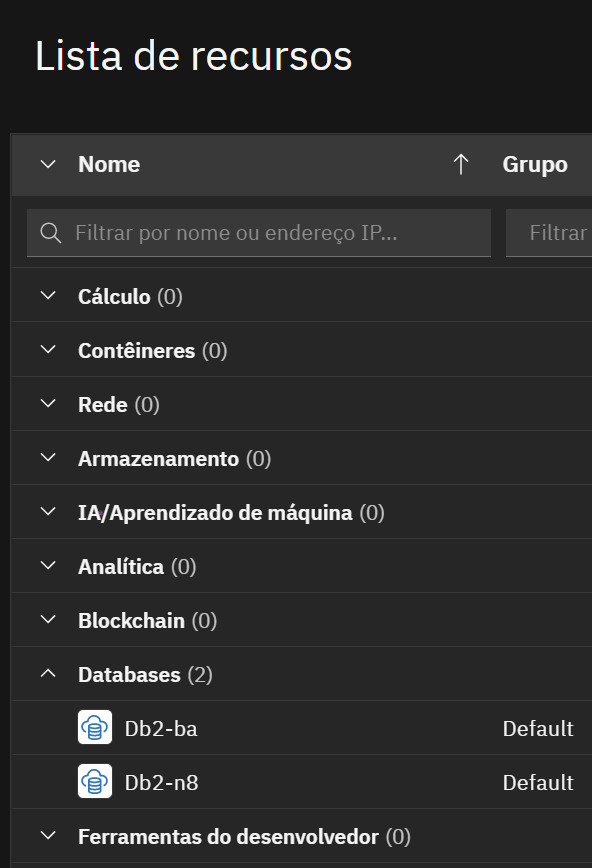 Lista de recursos
Nome Grupo
Filtrar por nome ou endereço IP... Filtrar
Cálculo (0)
Contêineres (0)
Rede (0)
Armazenamento (0)
IA/Aprendizado de máquina (0)
Analítica (0)
Blockchain (0)
Databases (2)
Db2-ba Default
Db2-n8 Default
Ferramentas do desenvolvedor (0)